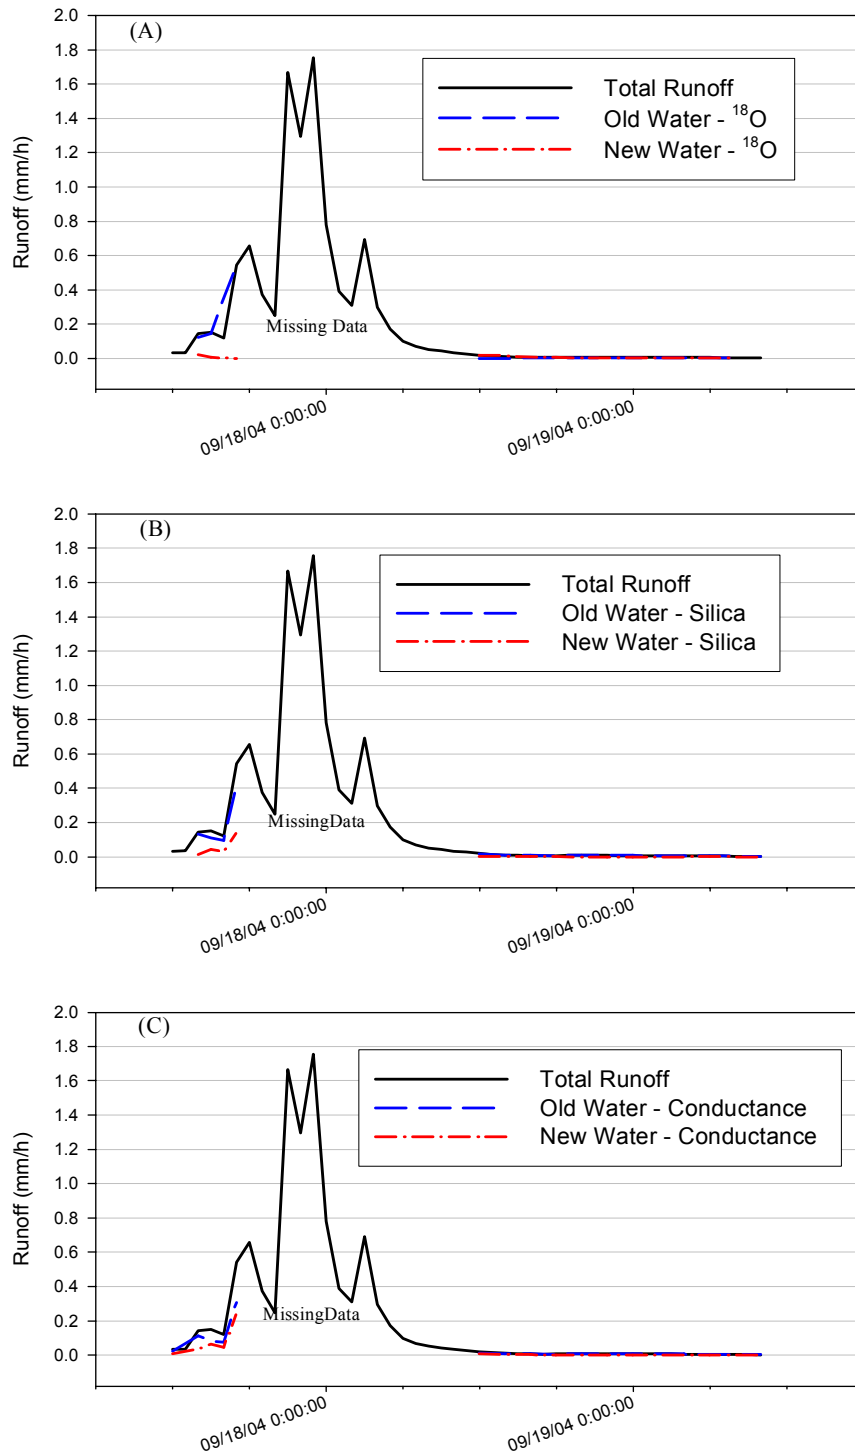 (A)
2.0
1.8
1.6
1.4
1.2
1.0
0.8
0.6
0.4
0.2
0.0
Runoff (mm/h)
Total Runoff
Old Water - ¹⁸O
New Water - ¹⁸O
Missing Data
09/18/04 0:00:00
09/19/04 0:00:00
(B)
2.0
1.8
1.6
1.4
1.2
1.0
0.8
0.6
0.4
0.2
0.0
Runoff (mm/h)
Total Runoff
Old Water - Silica
New Water - Silica
MissingData
09/18/04 0:00:00
09/19/04 0:00:00
(C)
2.0
1.8
1.6
1.4
1.2
1.0
0.8
0.6
0.4
0.2
0.0
Runoff (mm/h)
Total Runoff
Old Water - Conductance
New Water - Conductance
MissingData
09/18/04 0:00:00
09/19/04 0:00:00